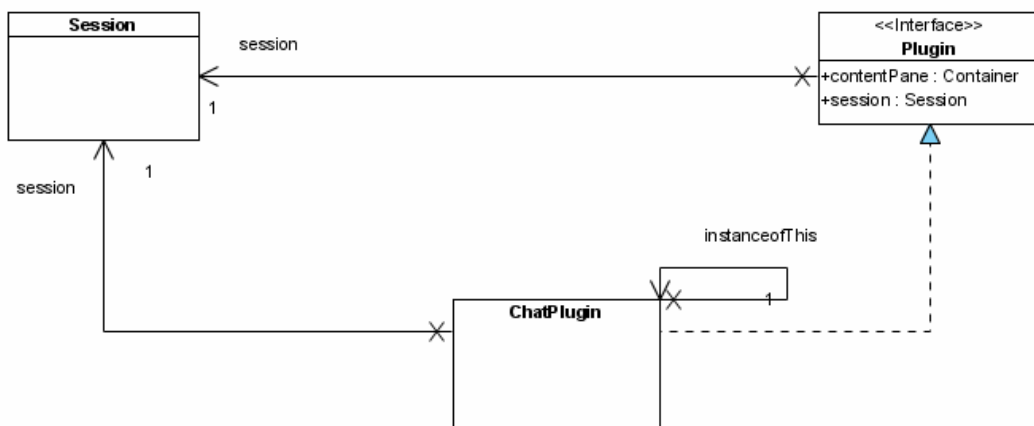 Session
session
1
<<Interface>>
Plugin
+contentPane : Container
+session : Session
1
session
instanceofThis
1
ChatPlugin